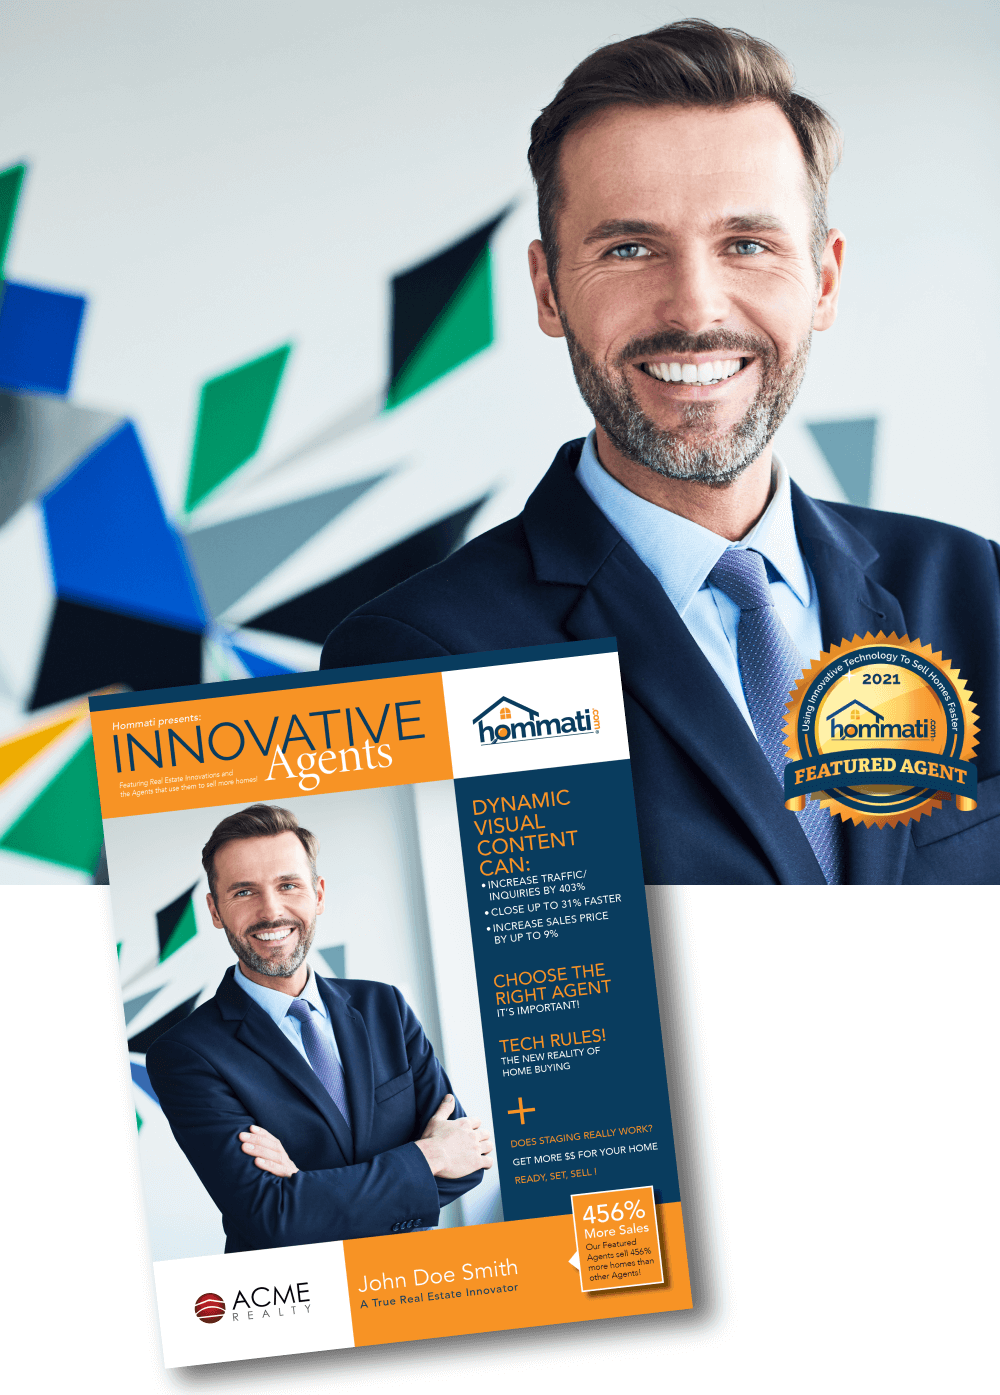 Using Innovative Technology To Sell Homes Faster
2021
hommati.com
FEATURED AGENT
Hommati presents:
INNOVATIVE
Agents
Featuring Real Estate Innovations and
the Agents that use them to sell more homes!
hommati.com
DYNAMIC
VISUAL
CONTENT
CAN:
• INCREASE TRAFFIC/
INQUIRIES BY 403%
• CLOSE UP TO 31% FASTER
• INCREASE SALES PRICE
BY UP TO 9%
CHOOSE THE
RIGHT AGENT
IT'S IMPORTANT!
TECH RULES!
THE NEW REALITY OF
HOME BUYING
+
DOES STAGING REALLY WORK?
GET MORE $$ FOR YOUR HOME
READY, SET, SELL !
456%
More Sales
Our Featured
Agents sell 456%
more homes than
other Agents!
ACME
REALTY
John Doe Smith
A True Real Estate Innovator